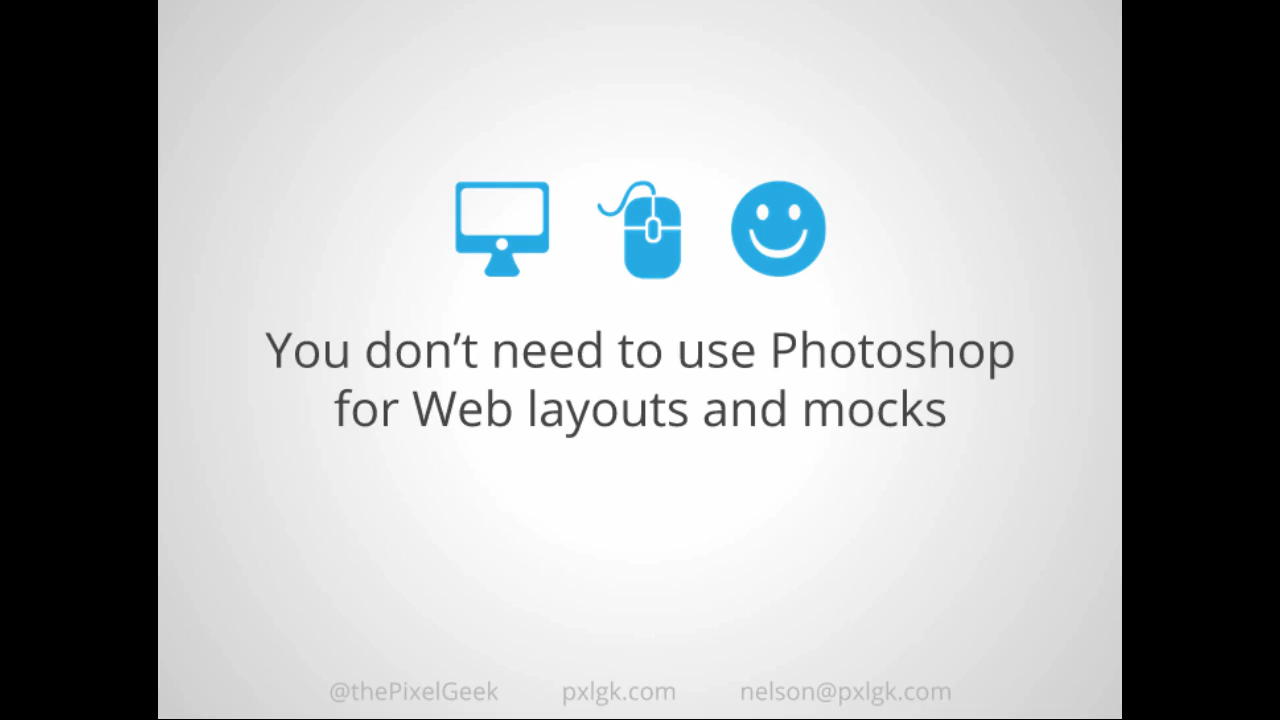 You don’t need to use Photoshop
for Web layouts and mocks
@thePixelGeek pxlgk.com nelson@pxlgk.com